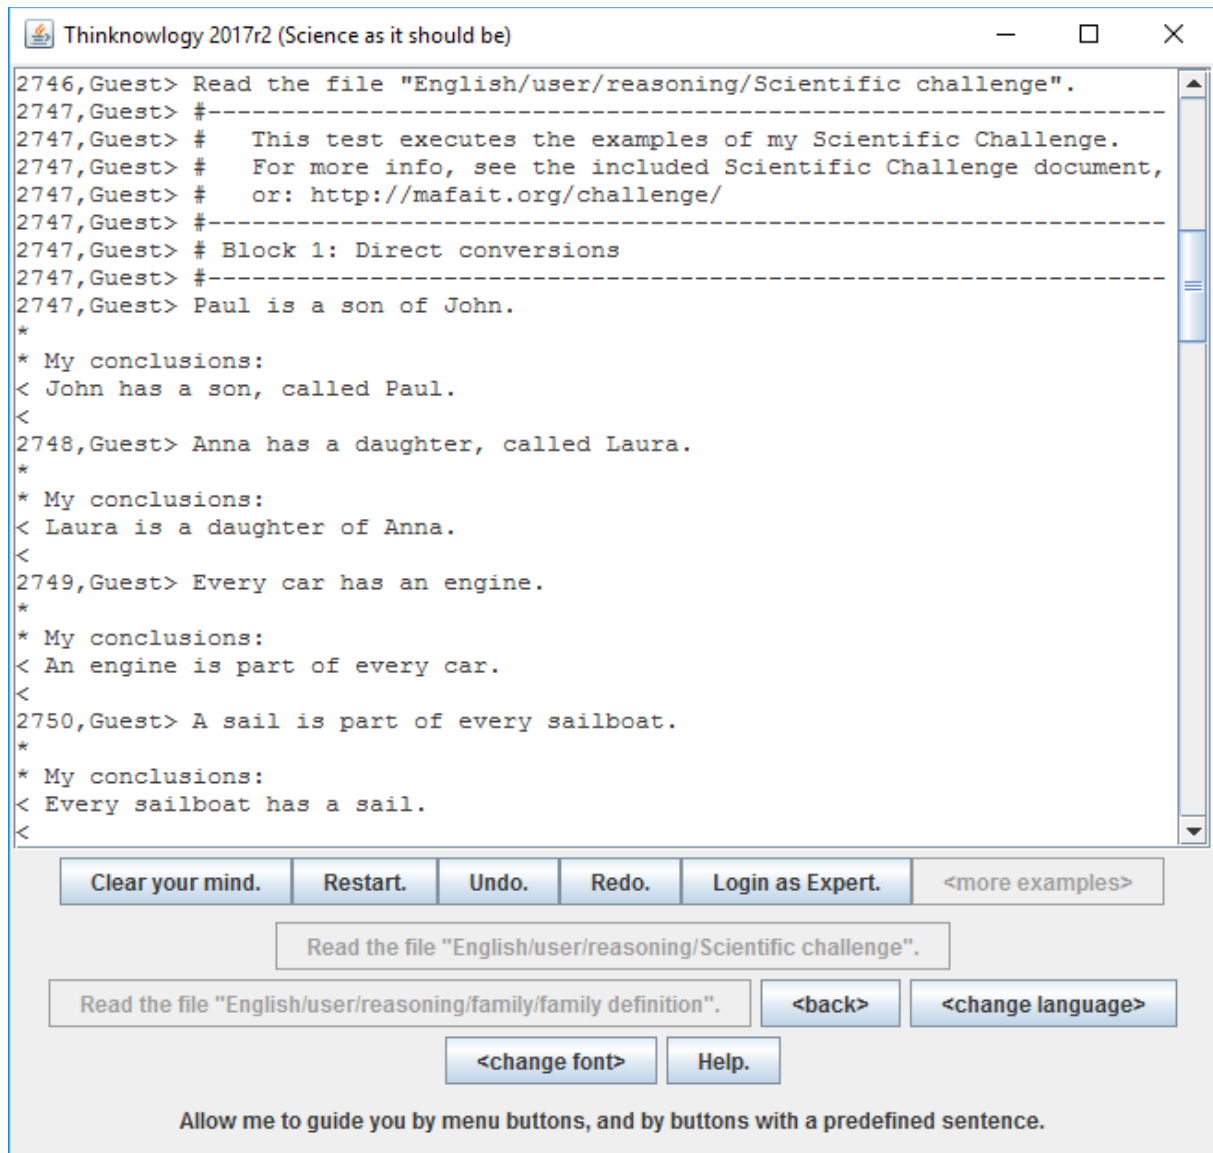 Thinknowlogy 2017r2 (Science as it should be)
2746,Guest> Read the file "English/user/reasoning/Scientific challenge".
2747,Guest> #-----------------------------------------------------------------
2747,Guest> #   This test executes the examples of my Scientific Challenge.
2747,Guest> #   For more info, see the included Scientific Challenge document,
2747,Guest> #   or: http://mafait.org/challenge/
2747,Guest> #-----------------------------------------------------------------
2747,Guest> # Block 1: Direct conversions
2747,Guest> #-----------------------------------------------------------------
2747,Guest> Paul is a son of John.
*
* My conclusions:
< John has a son, called Paul.
<
2748,Guest> Anna has a daughter, called Laura.
*
* My conclusions:
< Laura is a daughter of Anna.
<
2749,Guest> Every car has an engine.
*
* My conclusions:
< An engine is part of every car.
<
2750,Guest> A sail is part of every sailboat.
*
* My conclusions:
< Every sailboat has a sail.
<
Clear your mind. Restart. Undo. Redo. Login as Expert. <more examples>
Read the file "English/user/reasoning/Scientific challenge".
Read the file "English/user/reasoning/family/family definition". <back> <change language>
<change font> Help.
Allow me to guide you by menu buttons, and by buttons with a predefined sentence.